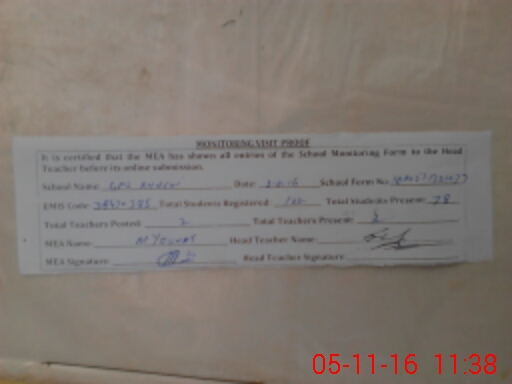 MONITORING VISIT PROOF
It is certified that the MEA has shown all entries of the School Monitoring Form to the Head
Teacher before its online submission.
School Name: GPS Date School Form No:
EMIS Code: Total Students Registered Total Students Present: 28
Total Teachers Posted: 2 Total Teachers Present: 2
MEA Name: Head Teacher Name:
MEA Signature: Head Teacher Signature
05-11-16 11:38